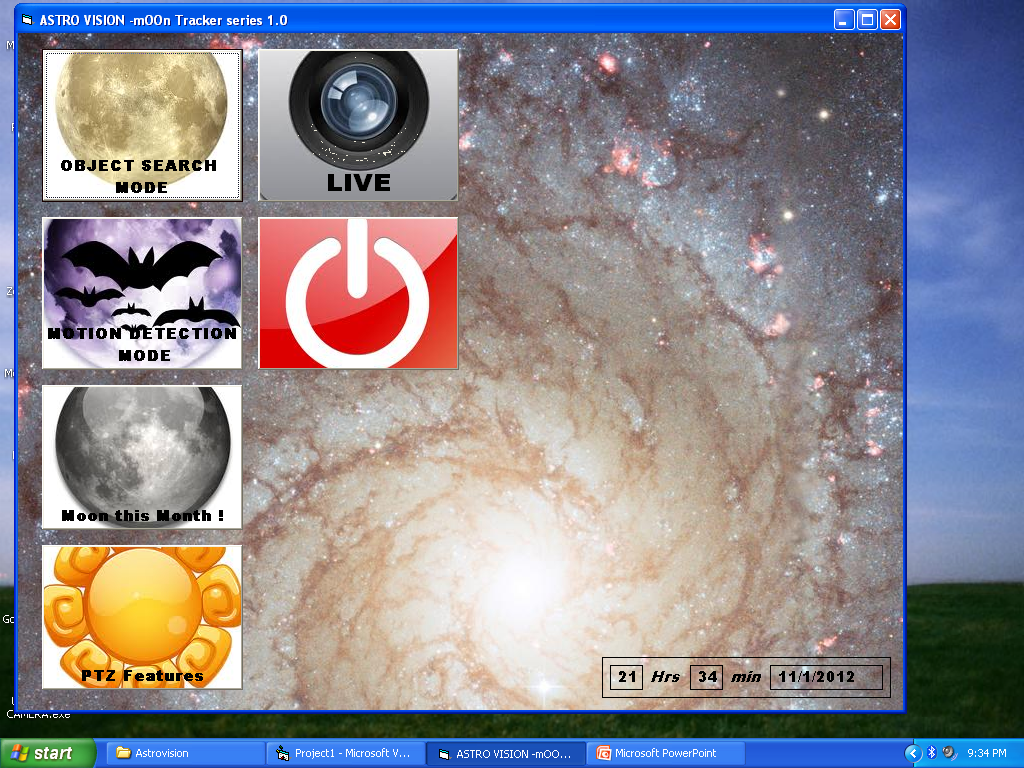 ASTRO VISION -mOOn Tracker series 1.0
OBJECT SEARCH
MODE
LIVE
MOTION DETECTION
MODE
Moon this Month !
PTZ Features
21 Hrs 34 min 11/1/2012
CAMERA.exe
start
Astrovision
Project1 - Microsoft V...
ASTRO VISION -mOO...
Microsoft PowerPoint
9:34 PM